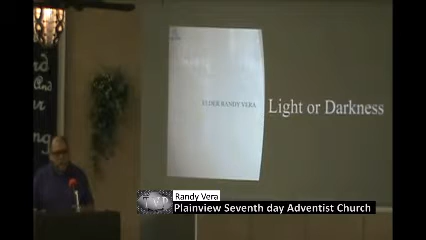 ELDER RANDY VERA
Light or Darkness
Randy Vera
Plainview Seventh day Adventist Church